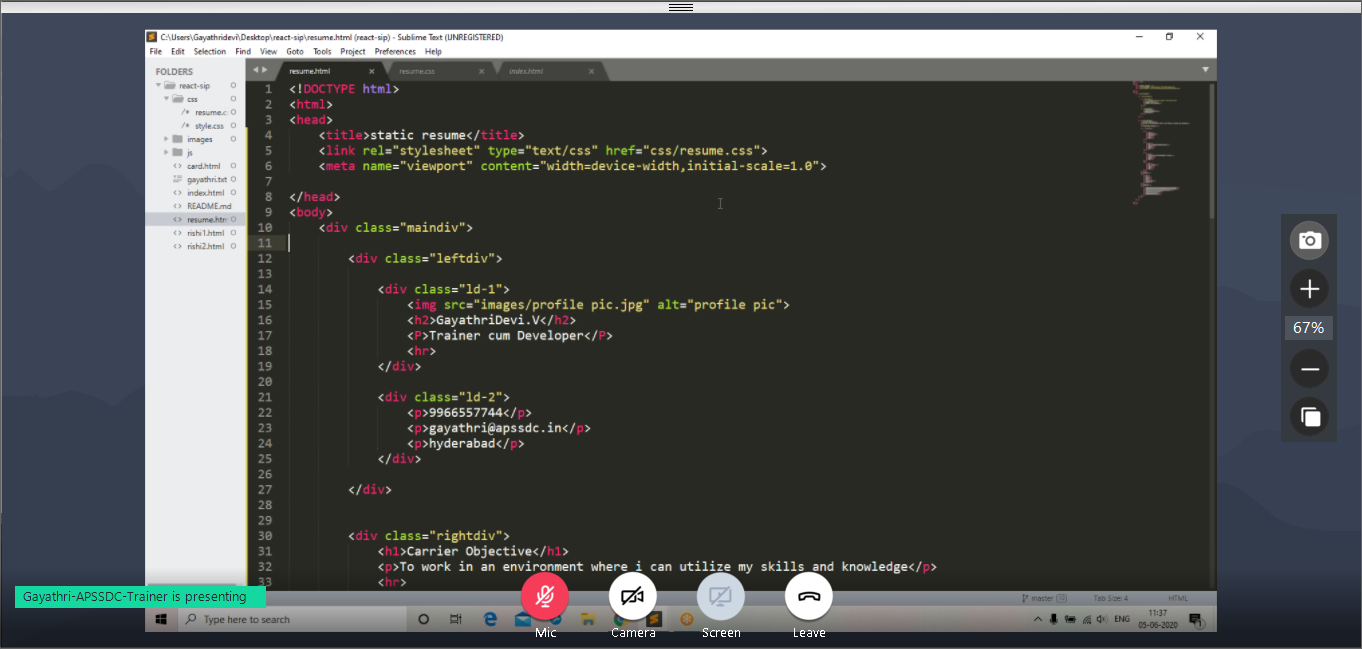 C:\Users\Gayathridevi\Desktop\react-sip\resume.html (react-sip) - Sublime Text (UNREGISTERED)
File Edit Selection Find View Goto Tools Project Preferences Help
FOLDERS
react-sip
css
resume.c
style.css
images
js
card.html
gayathri.txt
index.html
README.md
resume.htm
rishi1.html
rishi2.html
resume.html resume.css index.html
1 <!DOCTYPE html>
2 <html>
3 <head>
4 <title>static resume</title>
5 <link rel="stylesheet" type="text/css" href="css/resume.css">
6 <meta name="viewport" content="width=device-width,initial-scale=1.0">
7
8 </head>
9 <body>
10 <div class="maindiv">
11
12 <div class="leftdiv">
13
14 <div class="ld-1">
15 <img src="images/profile pic.jpg" alt="profile pic">
16 <h2>GayathriDevi.V</h2>
17 <P>Trainer cum Developer</P>
18 <hr>
19 </div>
20
21 <div class="ld-2">
22 <p>9966557744</p>
23 <p>gayathri@apssdc.in</p>
24 <p>hyderabad</p>
25 </div>
26
27 </div>
28
29
30 <div class="rightdiv">
31 <h1>Carrier Objective</h1>
32 <p>To work in an environment where i can utilize my skills and knowledge</p>
33 <hr>
67%
Gayathri-APSSDC-Trainer is presenting
master Tab Size: 4 HTML
Type here to search
ENG
11:37
05-06-2020
Mic Camera Screen Leave